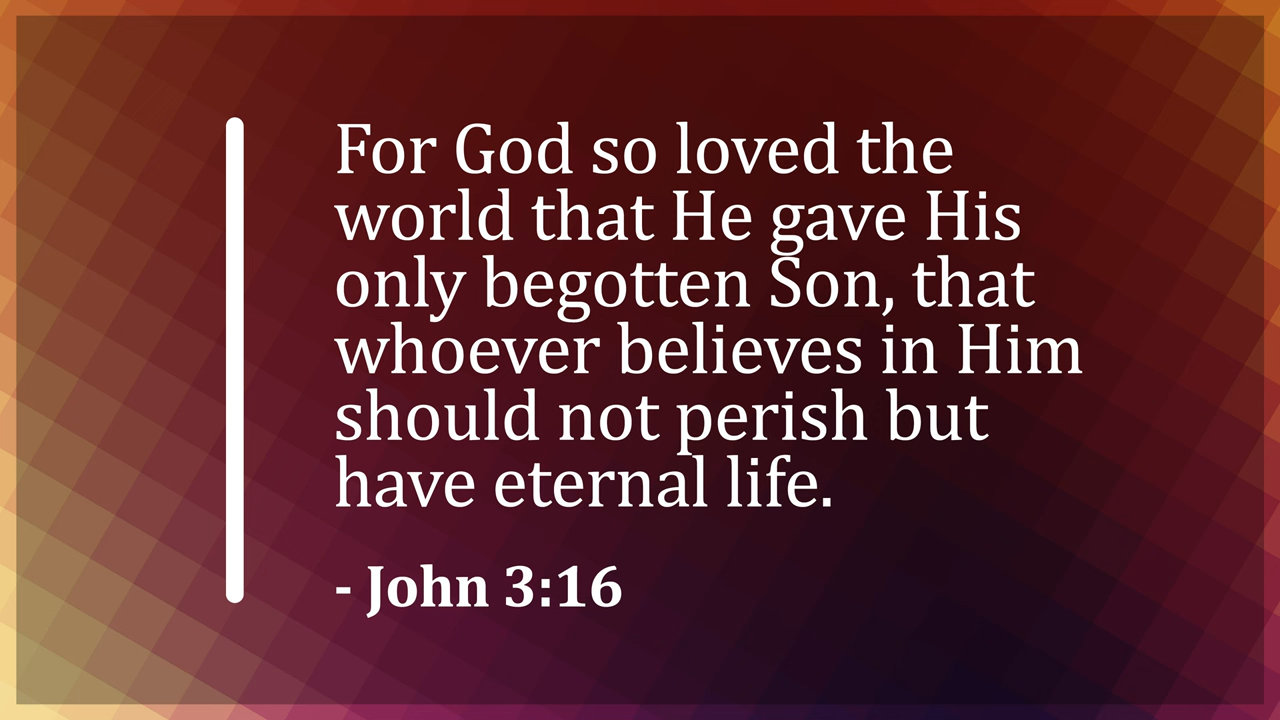 For God so loved the
world that He gave His
only begotten Son, that
whoever believes in Him
should not perish but
have eternal life.
- John 3:16